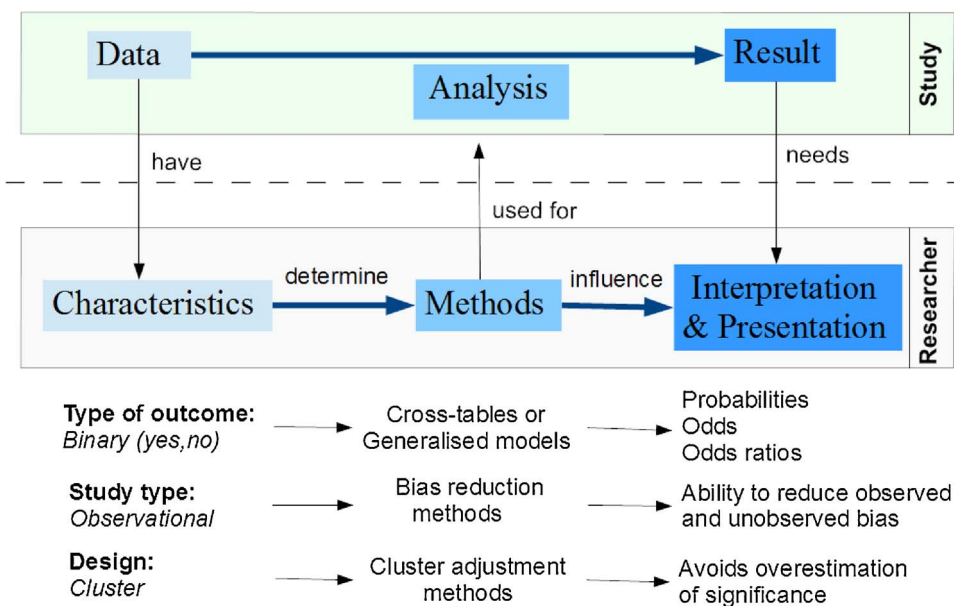 Data
Result
Analysis
Study
have
needs
used for
determine
influence
Characteristics
Methods
Interpretation
& Presentation
Researcher
Type of outcome:
Binary (yes,no)
Cross-tables or
Generalised models
Probabilities
Odds
Odds ratios
Study type:
Observational
Bias reduction
methods
Ability to reduce observed
and unobserved bias
Design:
Cluster
Cluster adjustment
methods
Avoids overestimation
of significance